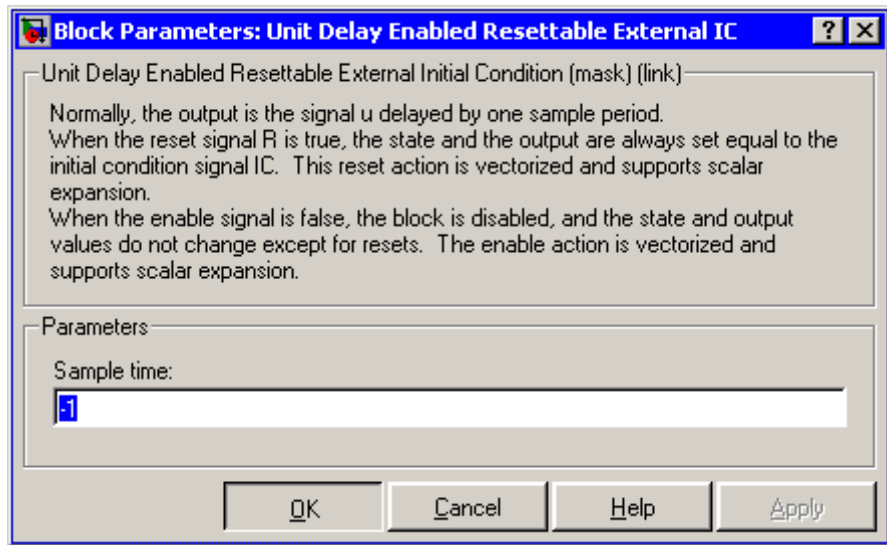 Block Parameters: Unit Delay Enabled Resettable External IC
Unit Delay Enabled Resettable External Initial Condition (mask) (link)
Normally, the output is the signal u delayed by one sample period.
When the reset signal R is true, the state and the output are always set equal to the
initial condition signal IC.  This reset action is vectorized and supports scalar
expansion.
When the enable signal is false, the block is disabled, and the state and output
values do not change except for resets.  The enable action is vectorized and
supports scalar expansion.
Parameters
Sample time:
-1
OK Cancel Help Apply